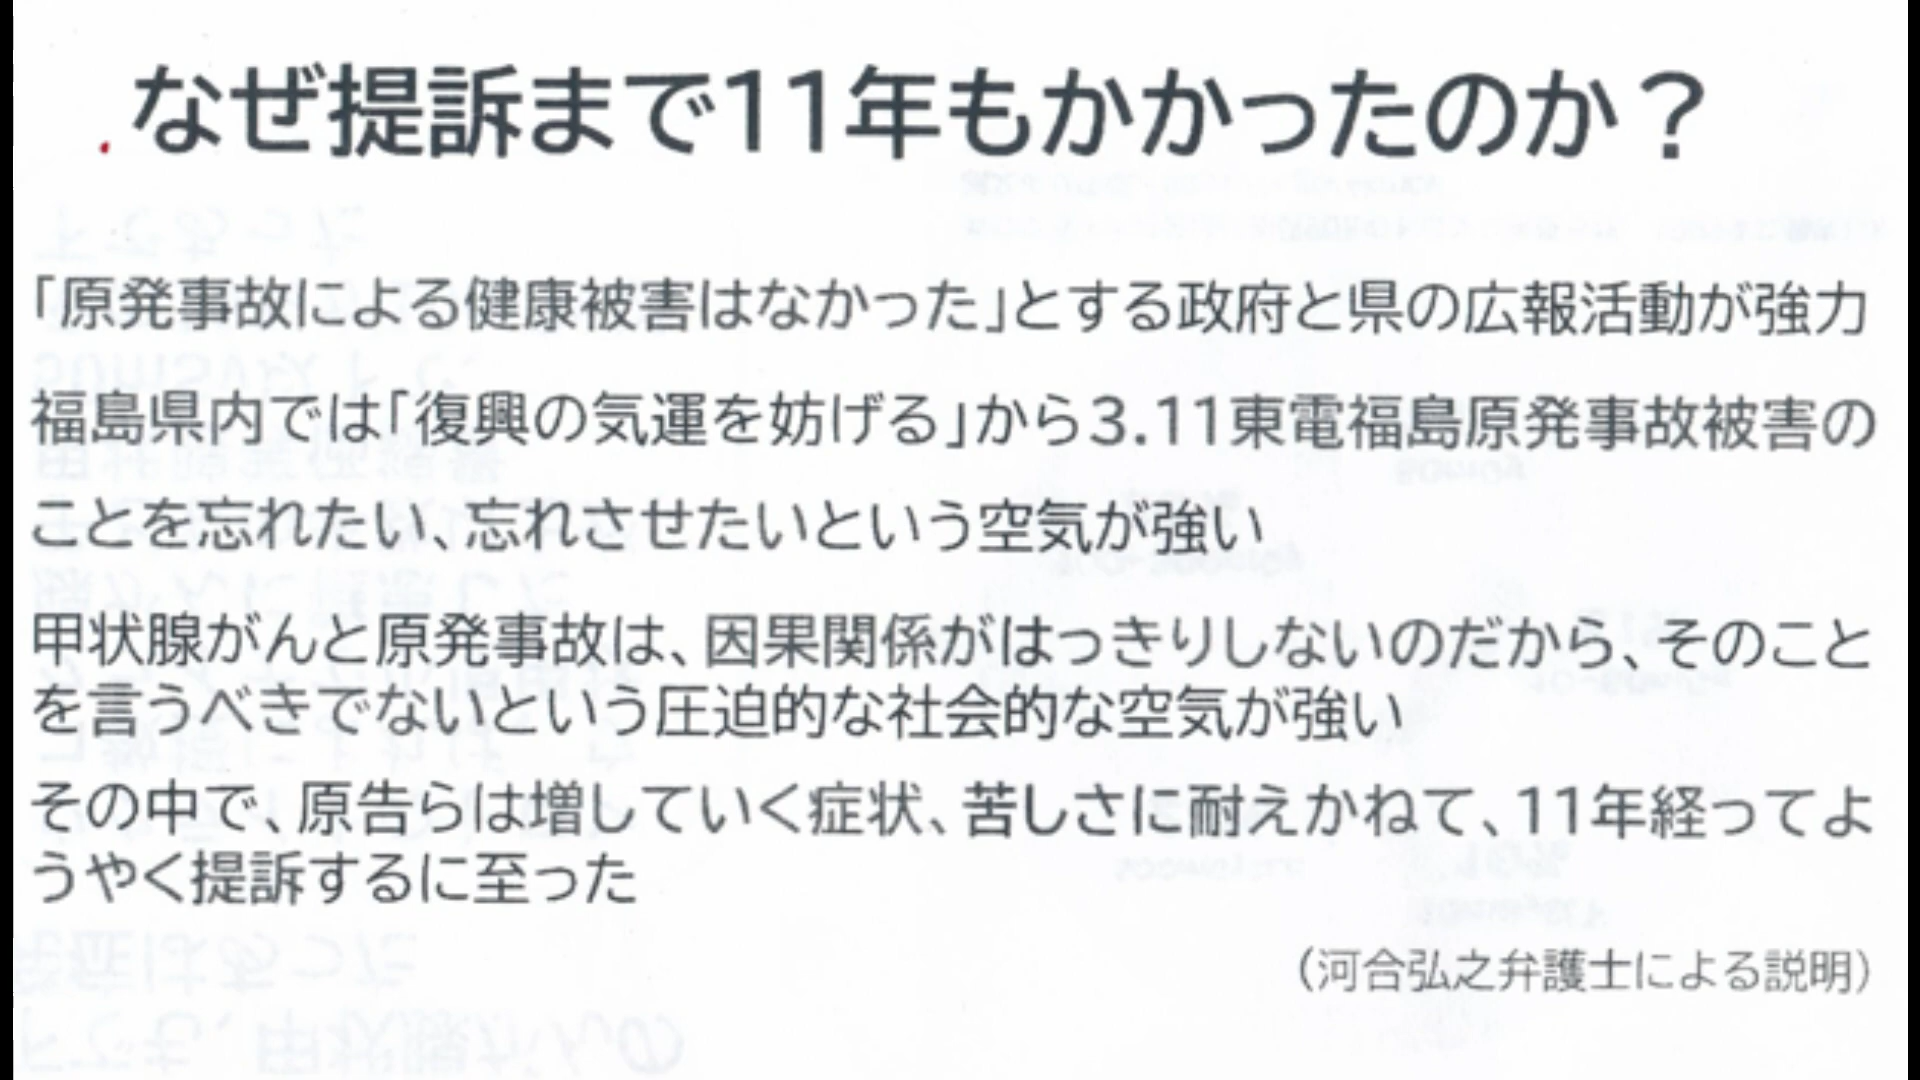 なぜ提訴まで11年もかかったのか？
「原発事故による健康被害はなかった」とする政府と県の広報活動が強力
福島県内では「復興の気運を妨げる」から3.11東電福島原発事故被害の
ことを忘れたい、忘れさせたいという空気が強い
甲状腺がんと原発事故は、因果関係がはっきりしないのだから、そのこと
を言うべきでないという圧迫的な社会的な空気が強い
その中で、原告らは増していく症状、苦しさに耐えかねて、11年経ってよ
うやく提訴するに至った
（河合弘之弁護士による説明）